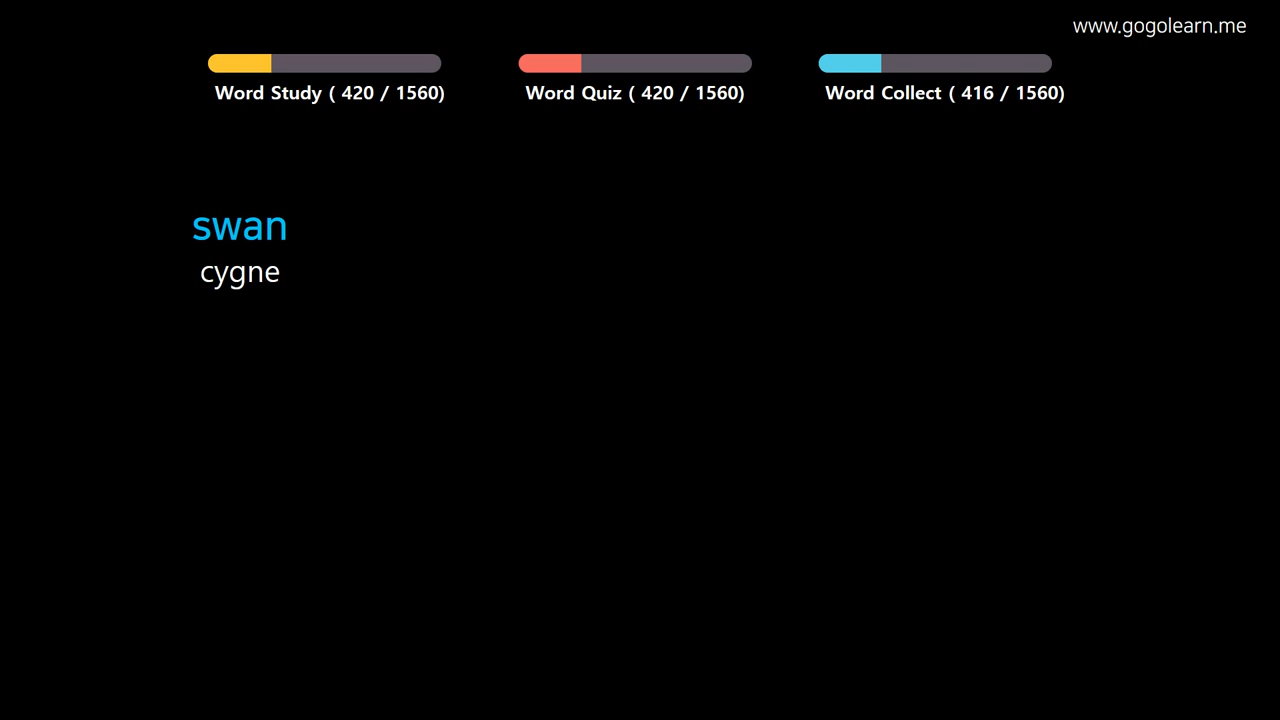 www.gogolearn.me
Word Study ( 420 / 1560)
Word Quiz ( 420 / 1560)
Word Collect ( 416 / 1560)
swan
cygne